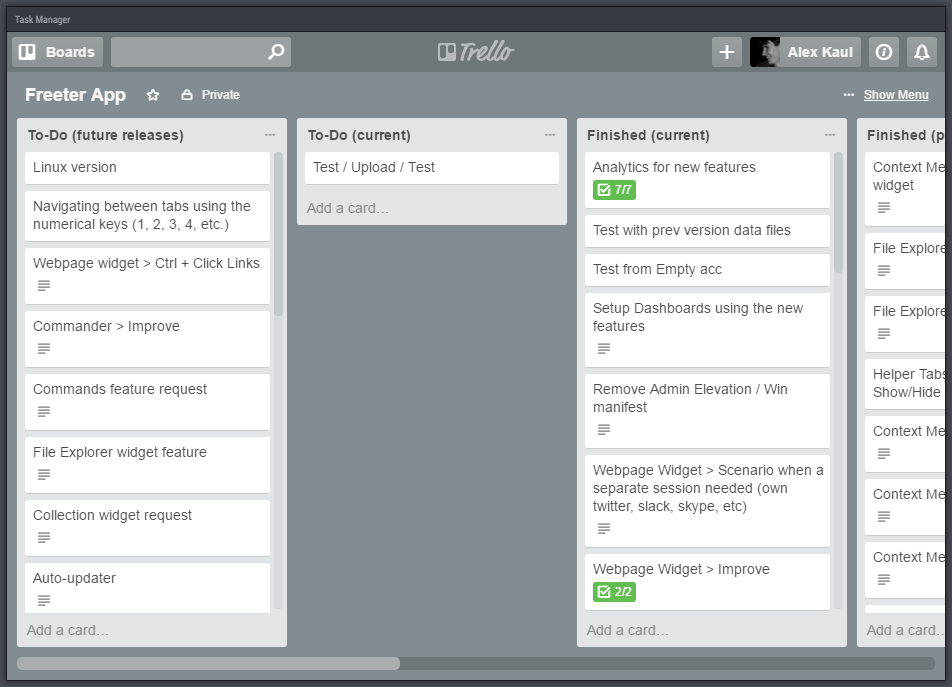 Task Manager
Boards
Trello
Alex Kaul
Freeter App
Private
... Show Menu
To-Do (future releases)
Linux version
Navigating between tabs using the
numerical keys (1, 2, 3, 4, etc.)
Webpage widget > Ctrl + Click Links
Commander > Improve
Commands feature request
File Explorer widget feature
Collection widget request
Auto-updater
Add a card…
To-Do (current)
Test / Upload / Test
Add a card…
Finished (current)
Analytics for new features
7/7
Test with prev version data files
Test from Empty acc
Setup Dashboards using the new
features
Remove Admin Elevation / Win
manifest
Webpage Widget > Scenario when a
separate session needed (own
twitter, slack, skype, etc)
Webpage Widget > Improve
2/2
Add a card…
Finished (p
Context Me
widget
File Explore
File Explore
Helper Tabs
Show/Hide
Context Me
Context Me
Context Me
Add a card…